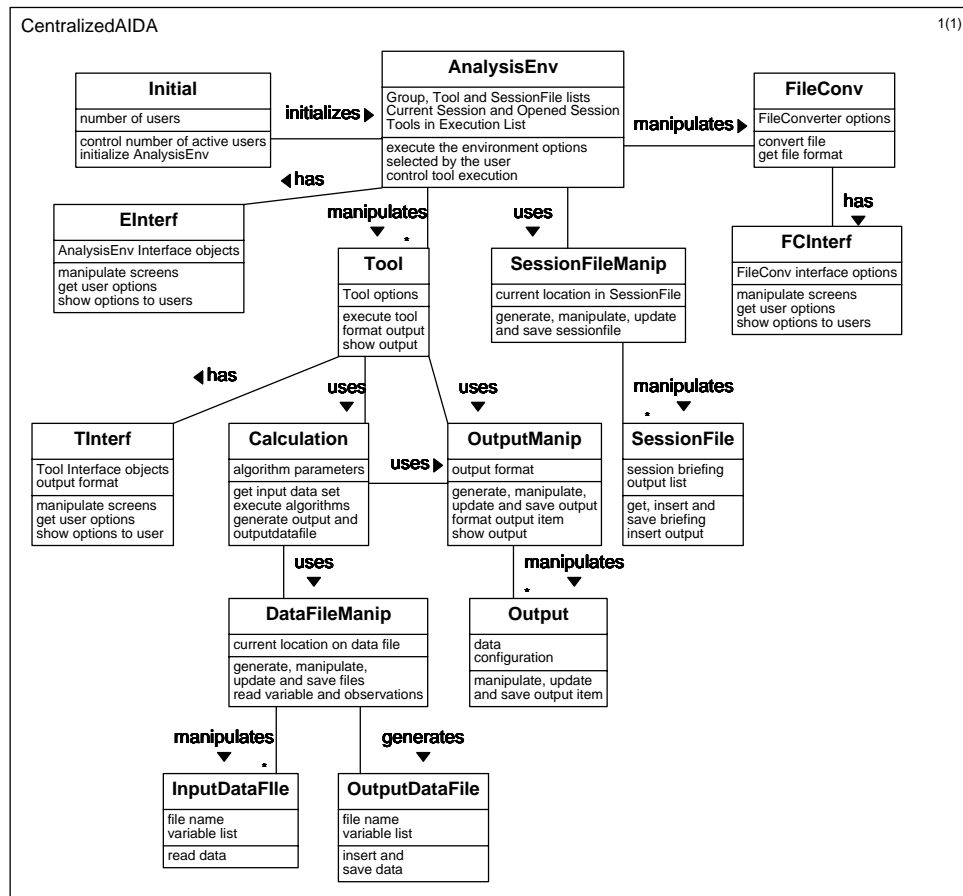 CentralizedAIDA
1(1)
Initial
number of users
control number of active users
initialize AnalysisEnv
initializes
AnalysisEnv
Group, Tool and SessionFile lists
Current Session and Opened Session
Tools in Execution List
execute the environment options
selected by the user
control tool execution
manipulates
FileConv
FileConverter options
convert file
get file format
has
EInterf
AnalysisEnv Interface objects
manipulate screens
get user options
show options to users
manipulates
*
uses
has
Tool
Tool options
execute tool
format output
show output
SessionFileManip
current location in SessionFile
generate, manipulate, update
and save sessionfile
FCInterf
FileConv interface options
manipulate screens
get user options
show options to users
has
uses
uses
manipulates
*
TInterf
Tool Interface objects
output format
manipulate screens
get user options
show options to user
Calculation
algorithm parameters
get input data set
execute algorithms
generate output and
outputdatafile
uses
OutputManip
output format
generate, manipulate,
update and save output
format output item
show output
SessionFile
session briefing
output list
get, insert and
save briefing
insert output
uses
manipulates
*
DataFileManip
current location on data file
generate, manipulate,
update and save files
read variable and observations
Output
data
configuration
manipulate, update
and save output item
manipulates
*
generates
InputDataFIle
file name
variable list
read data
OutputDataFile
file name
variable list
insert and
save data